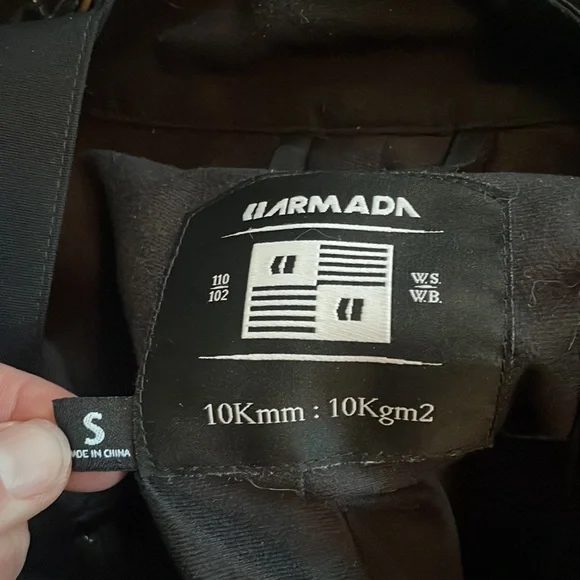 ARMADA
110
102
W.S.
W.B.
10Kmm : 10Kgm2
S
MADE IN CHINA